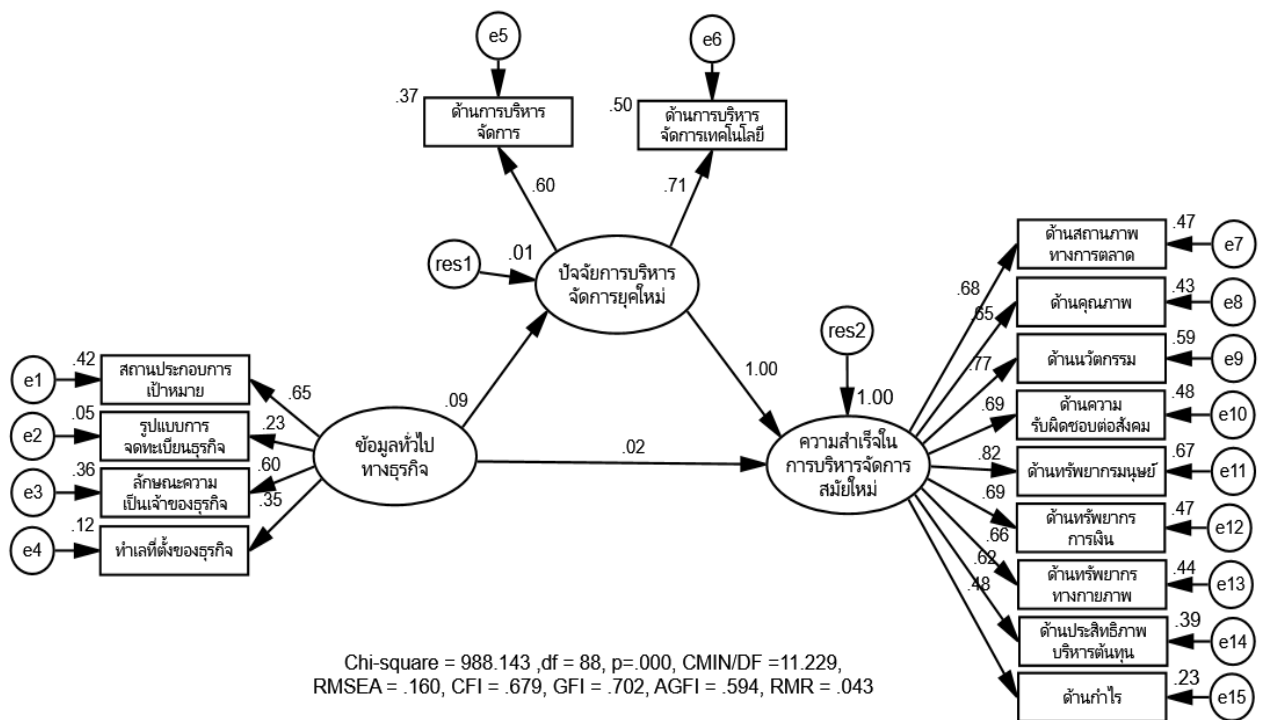 e5
e6
.37
ด้านการบริหาร
จัดการ
.50
ด้านการบริหาร
จัดการเทคโนโลยี
.60
.71
res1
.01
ปัจจัยการบริหาร
จัดการยุคใหม่
res2
1.00
1.00
.09
.02
e1
.42
สถานประกอบการ
เป้าหมาย
.65
e2
.05
รูปแบบการ
จดทะเบียนธุรกิจ
.23
e3
.36
ลักษณะความ
เป็นเจ้าของธุรกิจ
.60
e4
.12
ทำเลที่ตั้งของธุรกิจ
.35
ข้อมูลทั่วไป
ทางธุรกิจ
ความสำเร็จใน
การบริหารจัดการ
สมัยใหม่
.68
ด้านสถานภาพ
ทางการตลาด
.47
e7
.65
ด้านคุณภาพ
.43
e8
.77
ด้านนวัตกรรม
.59
e9
.69
ด้านความ
รับผิดชอบต่อสังคม
.48
e10
.82
ด้านทรัพยากรมนุษย์
.67
e11
.69
ด้านทรัพยากร
การเงิน
.47
e12
.66
ด้านทรัพยากร
ทางกายภาพ
.44
e13
.62
ด้านประสิทธิภาพ
บริหารต้นทุน
.39
e14
.48
ด้านกำไร
.23
e15
Chi-square = 988.143 ,df = 88, p=.000, CMIN/DF =11.229,
RMSEA = .160, CFI = .679, GFI = .702, AGFI = .594, RMR = .043